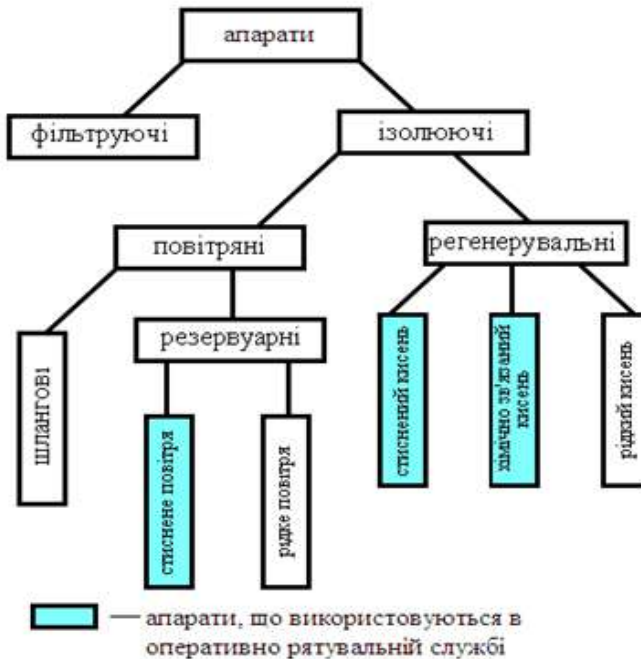 апарати
фільтруючі
ізолюючі
повітряні
регенерувальні
шлангові
резервуарні
стиснене повітря
рідке повітря
стиснений кисень
хімічно зв'язаний
кисень
рідкий кисень
— апарати, що використовуються в
оперативно рятувальній службі